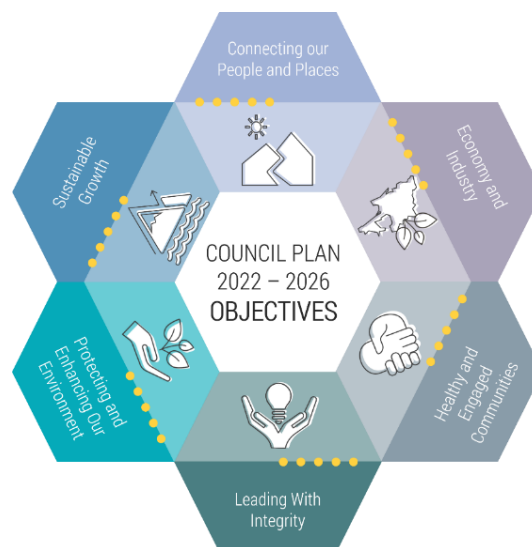 Connecting our
People and Places
Economy and
Industry
Healthy and
Engaged
Communities
Leading With
Integrity
Protecting and
Enhancing Our
Environment
Sustainable
Growth
COUNCIL PLAN
2022 – 2026
OBJECTIVES